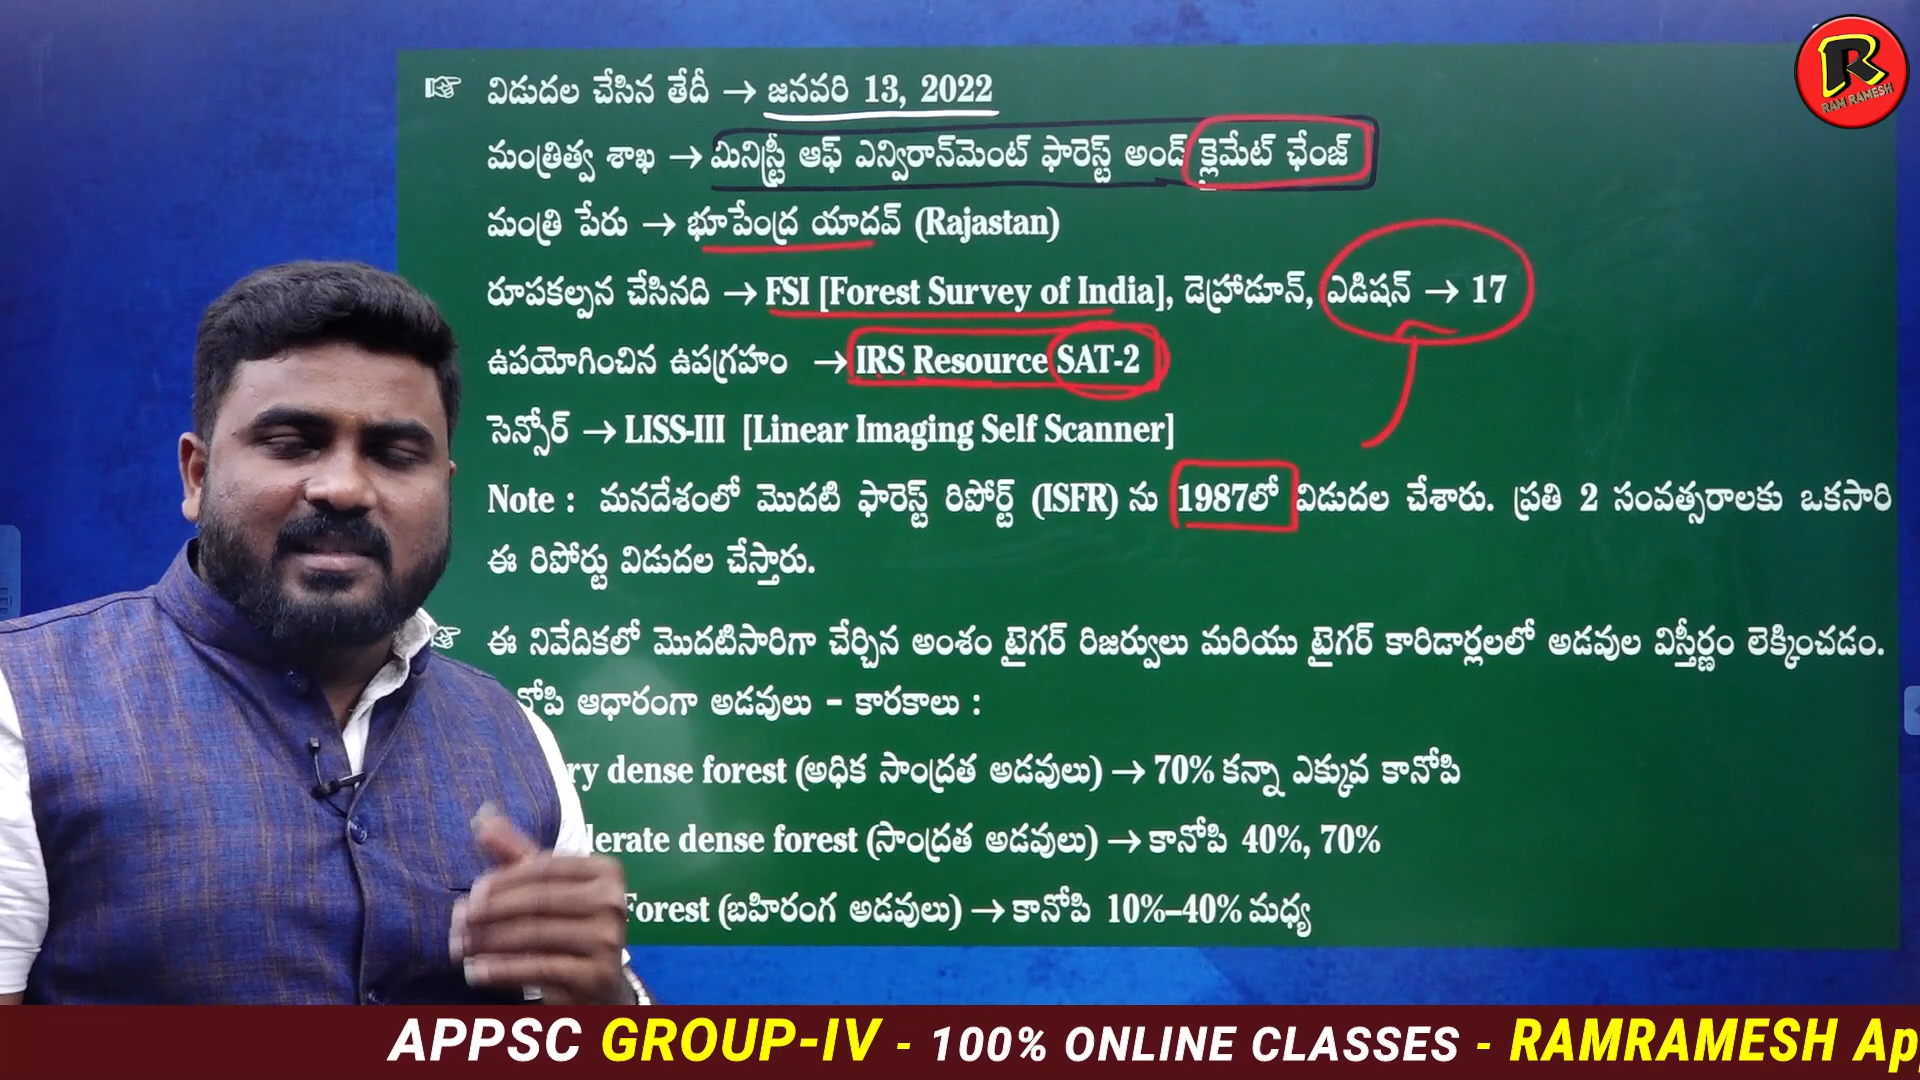 R
RAM RAMESH
☞ విడుదల చేసిన తేదీ → జనవరి 13, 2022
మంత్రిత్వ శాఖ → మినిస్ట్రీ ఆఫ్ ఎన్విరాన్‌మెంట్ ఫారెస్ట్ అండ్ క్లైమేట్ ఛేంజ్
మంత్రి పేరు → భూపేంద్ర యాదవ్ (Rajastan)
రూపకల్పన చేసినది → FSI [Forest Survey of India], డెహ్రాడూన్, ఎడిషన్ → 17
ఉపయోగించిన ఉపగ్రహం → IRS Resource SAT-2
సెన్సోర్ → LISS-III [Linear Imaging Self Scanner]
Note : మనదేశంలో మొదటి ఫారెస్ట్ రిపోర్ట్ (ISFR) ను 1987లో విడుదల చేశారు. ప్రతి 2 సంవత్సరాలకు ఒకసారి
ఈ రిపోర్టు విడుదల చేస్తారు.
☞ ఈ నివేదికలో మొదటిసారిగా చేర్చిన అంశం టైగర్ రిజర్వులు మరియు టైగర్ కారిడార్లలలో అడవుల విస్తీర్ణం లెక్కించడం.
నోపి ఆధారంగా అడవులు – కారకాలు :
ry dense forest (అధిక సాంద్రత అడవులు) → 70% కన్నా ఎక్కువ కానోపి
lerate dense forest (సాంద్రత అడవులు) → కానోపి 40%, 70%
Forest (బహిరంగ అడవులు) → కానోపి 10%–40% మధ్య
APPSC GROUP-IV - 100% ONLINE CLASSES - RAMRAMESH Ap